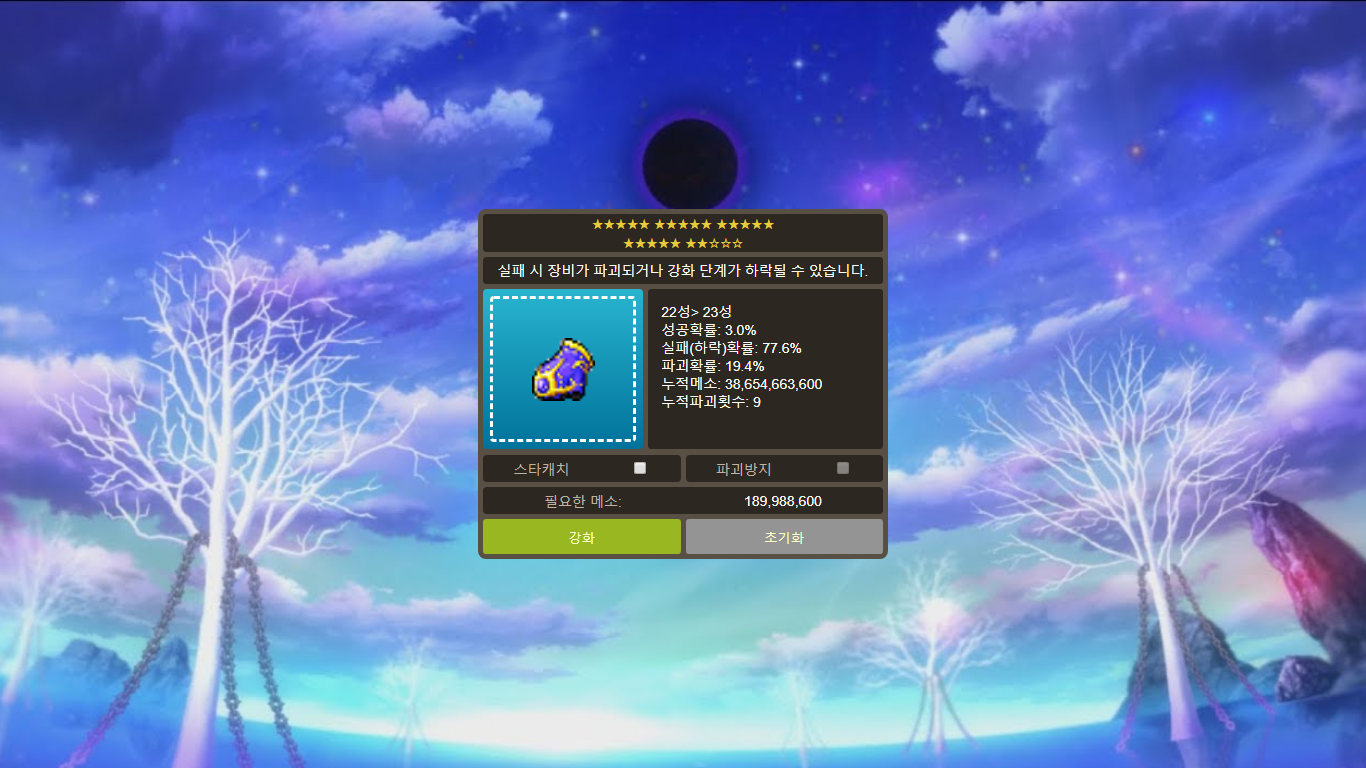 ★★★★★ ★★★★★ ★★★★★
★★★★★ ★★☆☆☆
실패 시 장비가 파괴되거나 강화 단계가 하락될 수 있습니다.
22성> 23성
성공확률: 3.0%
실패(하락)확률: 77.6%
파괴확률: 19.4%
누적메소: 38,654,663,600
누적파괴횟수: 9
스타캐치 파괴방지
필요한 메소: 189,988,600
강화 초기화